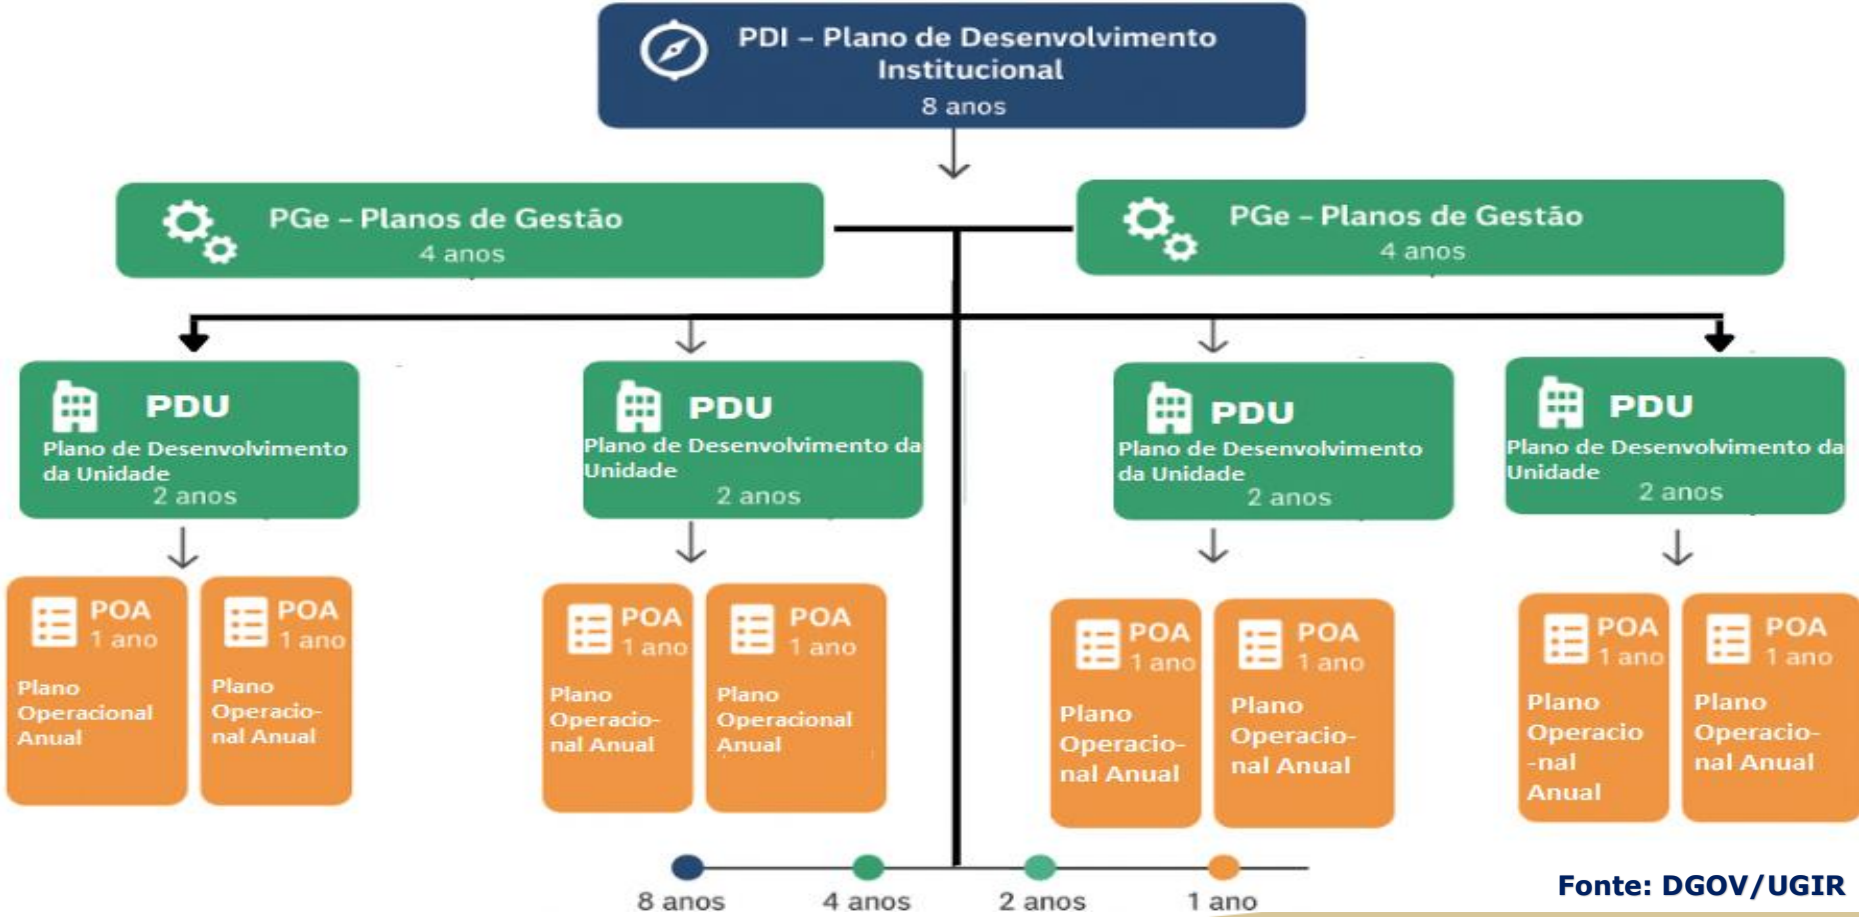 PDI – Plano de Desenvolvimento
Institucional
8 anos
PGe – Planos de Gestão
4 anos
PGe – Planos de Gestão
4 anos
PDU
Plano de Desenvolvimento
da Unidade
2 anos
PDU
Plano de Desenvolvimento da
Unidade
2 anos
PDU
Plano de Desenvolvimento
da Unidade
2 anos
PDU
Plano de Desenvolvimento da
Unidade
2 anos
POA
1 ano
Plano
Operacional
Anual
POA
1 ano
Plano
Operacio-
nal Anual
POA
1 ano
Plano
Operacio-
nal Anual
POA
1 ano
Plano
Operacional
Anual
POA
1 ano
Plano
Operacio-
nal Anual
POA
1 ano
Plano
Operacio-
nal Anual
POA
1 ano
Plano
Operacio
-nal
Anual
POA
1 ano
Plano
Operacio-
nal Anual
8 anos
4 anos
2 anos
1 ano
Fonte: DGOV/UGIR